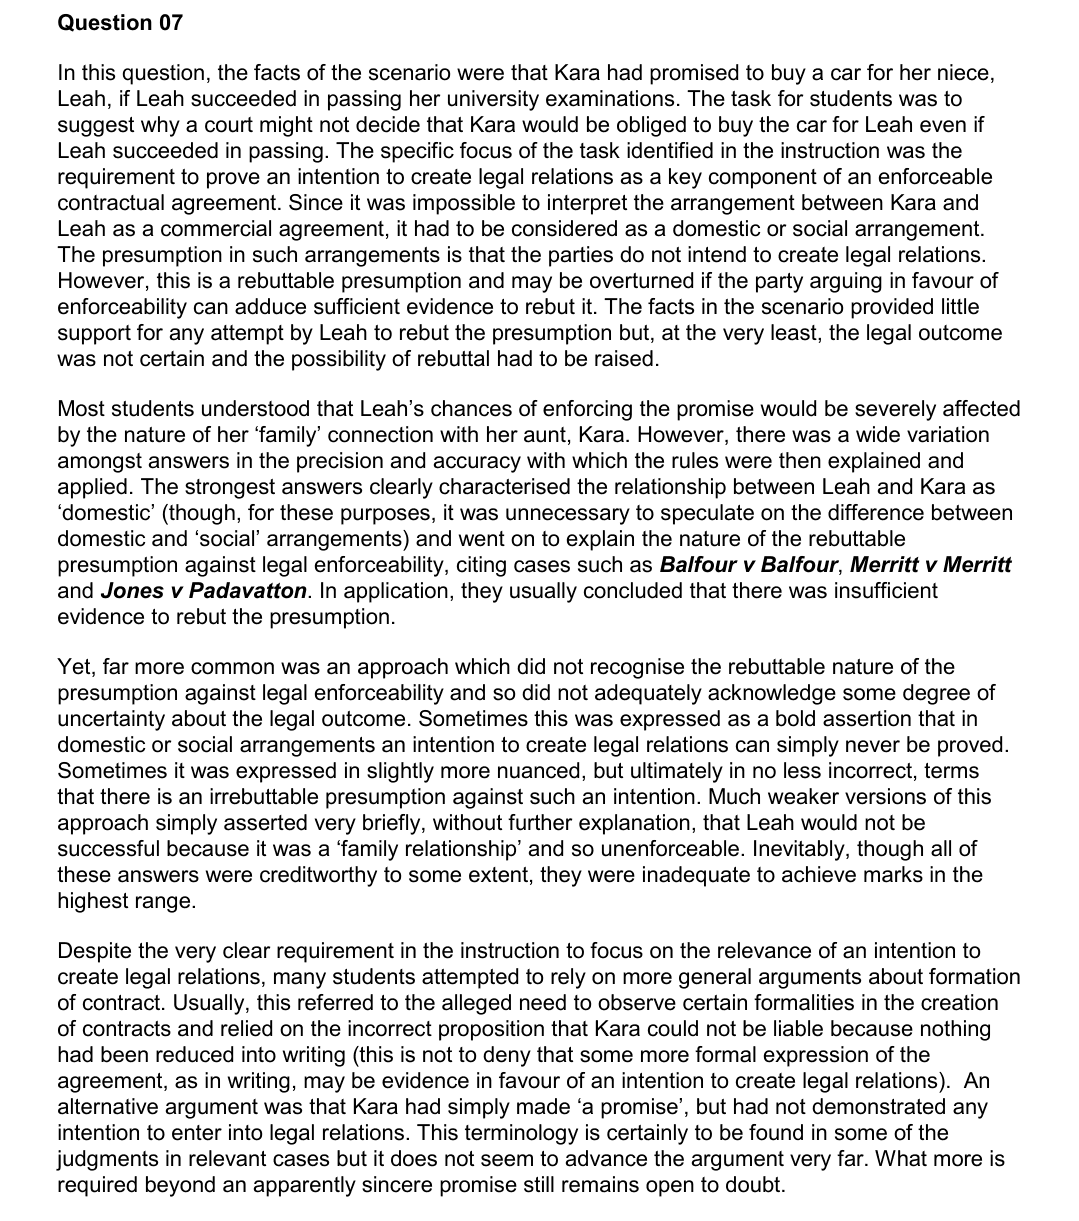 Question 07
In this question, the facts of the scenario were that Kara had promised to buy a car for her niece,
Leah, if Leah succeeded in passing her university examinations. The task for students was to
suggest why a court might not decide that Kara would be obliged to buy the car for Leah even if
Leah succeeded in passing. The specific focus of the task identified in the instruction was the
requirement to prove an intention to create legal relations as a key component of an enforceable
contractual agreement. Since it was impossible to interpret the arrangement between Kara and
Leah as a commercial agreement, it had to be considered as a domestic or social arrangement.
The presumption in such arrangements is that the parties do not intend to create legal relations.
However, this is a rebuttable presumption and may be overturned if the party arguing in favour of
enforceability can adduce sufficient evidence to rebut it. The facts in the scenario provided little
support for any attempt by Leah to rebut the presumption but, at the very least, the legal outcome
was not certain and the possibility of rebuttal had to be raised.
Most students understood that Leah's chances of enforcing the promise would be severely affected
by the nature of her 'family' connection with her aunt, Kara. However, there was a wide variation
amongst answers in the precision and accuracy with which the rules were then explained and
applied. The strongest answers clearly characterised the relationship between Leah and Kara as
'domestic' (though, for these purposes, it was unnecessary to speculate on the difference between
domestic and 'social' arrangements) and went on to explain the nature of the rebuttable
presumption against legal enforceability, citing cases such as Balfour v Balfour, Merritt v Merritt
and Jones v Padavatton. In application, they usually concluded that there was insufficient
evidence to rebut the presumption.
Yet, far more common was an approach which did not recognise the rebuttable nature of the
presumption against legal enforceability and so did not adequately acknowledge some degree of
uncertainty about the legal outcome. Sometimes this was expressed as a bold assertion that in
domestic or social arrangements an intention to create legal relations can simply never be proved.
Sometimes it was expressed in slightly more nuanced, but ultimately in no less incorrect, terms
that there is an irrebuttable presumption against such an intention. Much weaker versions of this
approach simply asserted very briefly, without further explanation, that Leah would not be
successful because it was a 'family relationship' and so unenforceable. Inevitably, though all of
these answers were creditworthy to some extent, they were inadequate to achieve marks in the
highest range.
Despite the very clear requirement in the instruction to focus on the relevance of an intention to
create legal relations, many students attempted to rely on more general arguments about formation
of contract. Usually, this referred to the alleged need to observe certain formalities in the creation
of contracts and relied on the incorrect proposition that Kara could not be liable because nothing
had been reduced into writing (this is not to deny that some more formal expression of the
agreement, as in writing, may be evidence in favour of an intention to create legal relations).  An
alternative argument was that Kara had simply made 'a promise', but had not demonstrated any
intention to enter into legal relations. This terminology is certainly to be found in some of the
judgments in relevant cases but it does not seem to advance the argument very far. What more is
required beyond an apparently sincere promise still remains open to doubt.